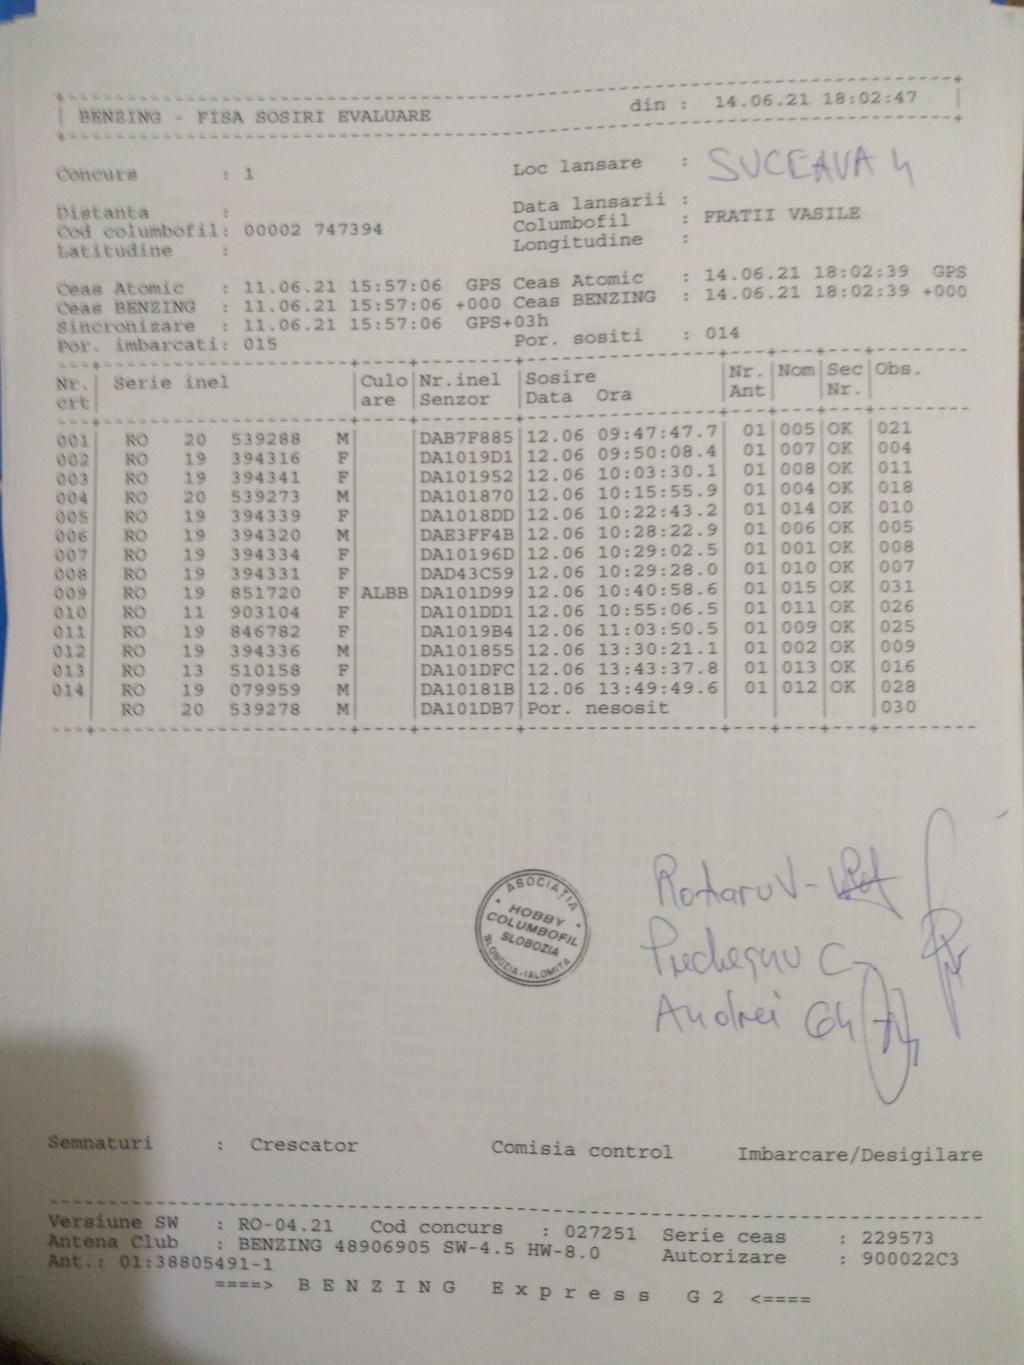 BENZING - FISA SOSIRI EVALUARE din : 14.06.21 18:02:47
Concurs : 1 Loc lansare : SUCEAVA 4
Data lansarii :
Distanta :
Cod columbofil: 00002 747394 Columbofil : FRATII VASILE
Latitudine : Longitudine :
Ceas Atomic : 11.06.21 15:57:06 GPS Ceas Atomic : 14.06.21 18:02:39 GPS
Ceas BENZING : 11.06.21 15:57:06 +000 Ceas BENZING : 14.06.21 18:02:39 +000
Sincronizare : 11.06.21 15:57:06 GPS+03h
Por. imbarcati: 015 Por. sositi : 014
Nr. Serie inel Culo Nr.inel Sosire Nr. Nom Sec Obs.
crt are Senzor Data Ora Ant Nr.
001 RO 20 539288 M DAB7F885 12.06 09:47:47.7 01 005 OK 021
002 RO 19 394316 F DA1019D1 12.06 09:50:08.4 01 007 OK 004
003 RO 19 394341 F DA101952 12.06 10:03:30.1 01 008 OK 011
004 RO 20 539273 M DA101870 12.06 10:15:55.9 01 004 OK 018
005 RO 19 394339 F DA1018DD 12.06 10:22:43.2 01 014 OK 010
006 RO 19 394320 M DAE3FF4B 12.06 10:28:22.9 01 006 OK 005
007 RO 19 394334 F DA10196D 12.06 10:29:02.5 01 001 OK 008
008 RO 19 394331 F DAD43C59 12.06 10:29:28.0 01 010 OK 007
009 RO 19 851720 F ALBB DA101D99 12.06 10:40:58.6 01 015 OK 031
010 RO 11 903104 F DA101DD1 12.06 10:55:06.5 01 011 OK 026
011 RO 19 846782 F DA1019B4 12.06 11:03:50.5 01 009 OK 025
012 RO 19 394336 M DA101855 12.06 13:30:21.1 01 002 OK 009
013 RO 13 510158 F DA101DFC 12.06 13:43:37.8 01 013 OK 016
014 RO 19 079959 M DA10181B 12.06 13:49:49.6 01 012 OK 028
RO 20 539278 M DA101DB7 Por. nesosit 030
ASOCIAȚIA
HOBBY
COLUMBOFIL
SLOBOZIA
SLOBOZIA-IALOMITA
Rotaru V-
C
Andrei Gh
Semnaturi : Crescator Comisia control Imbarcare/Desigilare
Versiune SW : RO-04.21 Cod concurs : 027251 Serie ceas : 229573
Antena Club : BENZING 48906905 SW-4.5 HW-8.0 Autorizare : 900022C3
Ant.: 01:38805491-1
====> B E N Z I N G E x p r e s s G 2 <====